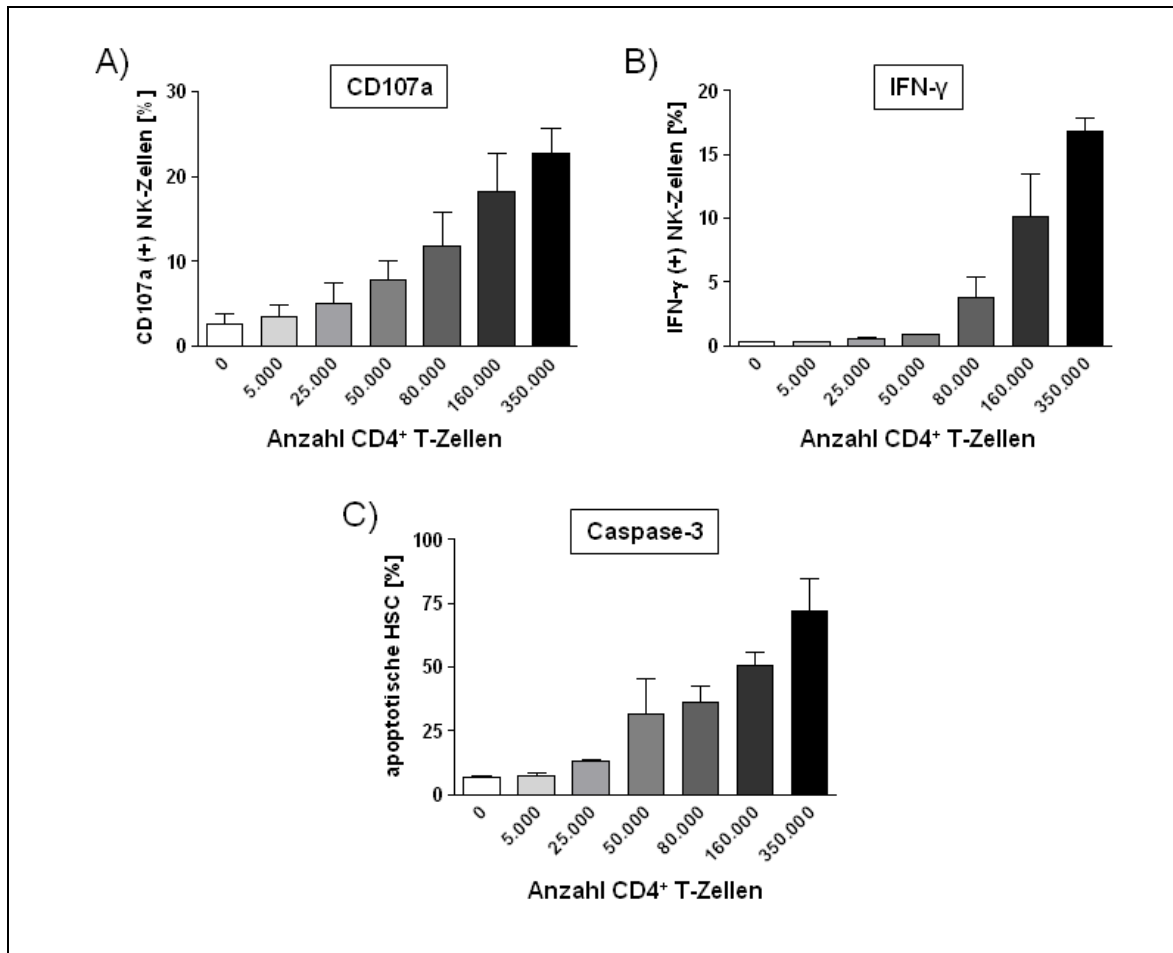 A)
CD107a
CD107a (+) NK-Zellen [%]
30
20
10
0
0
5.000
25.000
50.000
80.000
160.000
350.000
Anzahl CD4⁺ T-Zellen
B)
IFN-γ
IFN-γ (+) NK-Zellen [%]
20
15
10
5
0
0
5.000
25.000
50.000
80.000
160.000
350.000
Anzahl CD4⁺ T-Zellen
C)
Caspase-3
apoptotische HSC [%]
100
75
50
25
0
0
5.000
25.000
50.000
80.000
160.000
350.000
Anzahl CD4⁺ T-Zellen